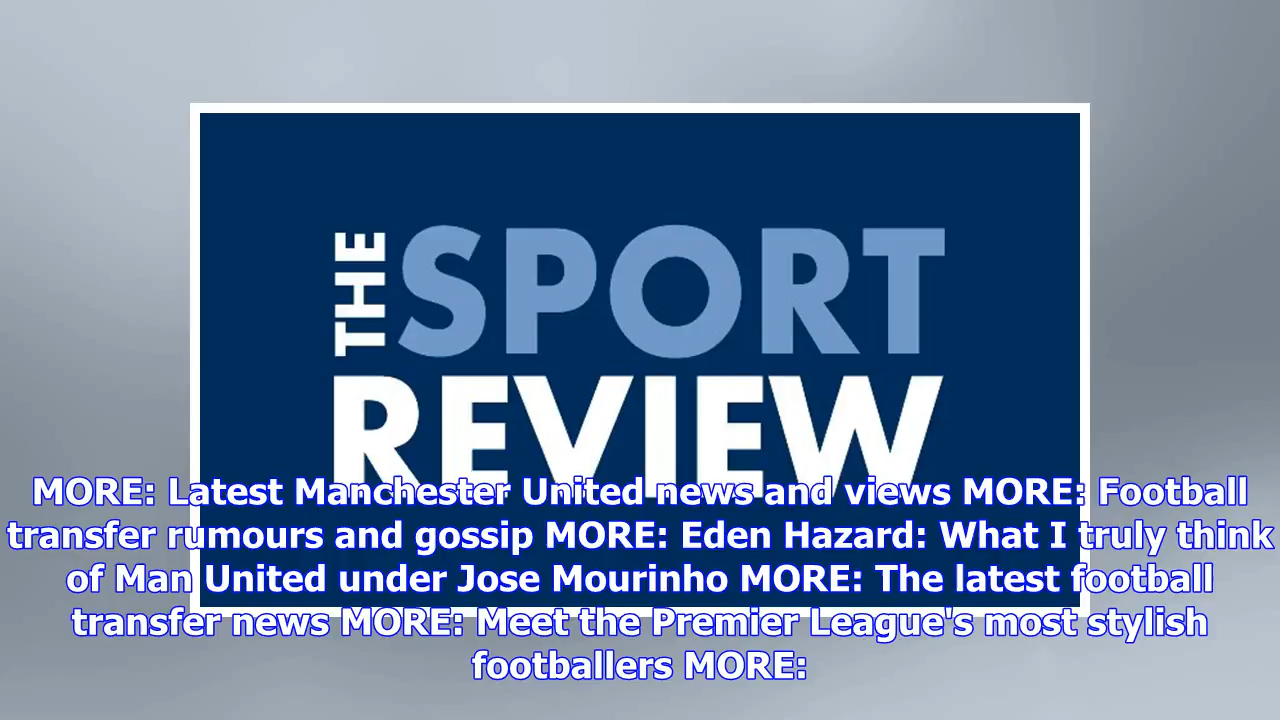 THE
SPORT
REVIEW
MORE: Latest Manchester United news and views MORE: Football
transfer rumours and gossip MORE: Eden Hazard: What I truly think
of Man United under Jose Mourinho MORE: The latest football
transfer news MORE: Meet the Premier League's most stylish
footballers MORE: